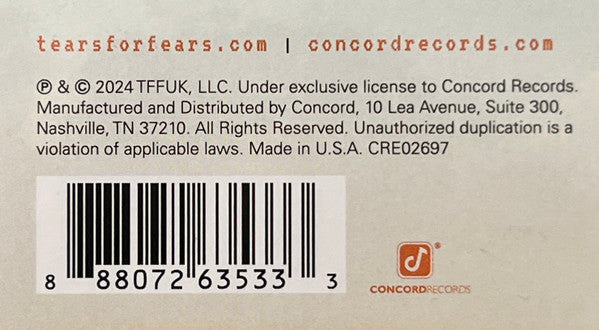 tearsforfears.com | concordrecords.com
℗ & © 2024 TFFUK, LLC. Under exclusive license to Concord Records.
Manufactured and Distributed by Concord, 10 Lea Avenue, Suite 300,
Nashville, TN 37210. All Rights Reserved. Unauthorized duplication is a
violation of applicable laws. Made in U.S.A. CRE02697
8 88072 63533 3
®
CONCORDRECORDS